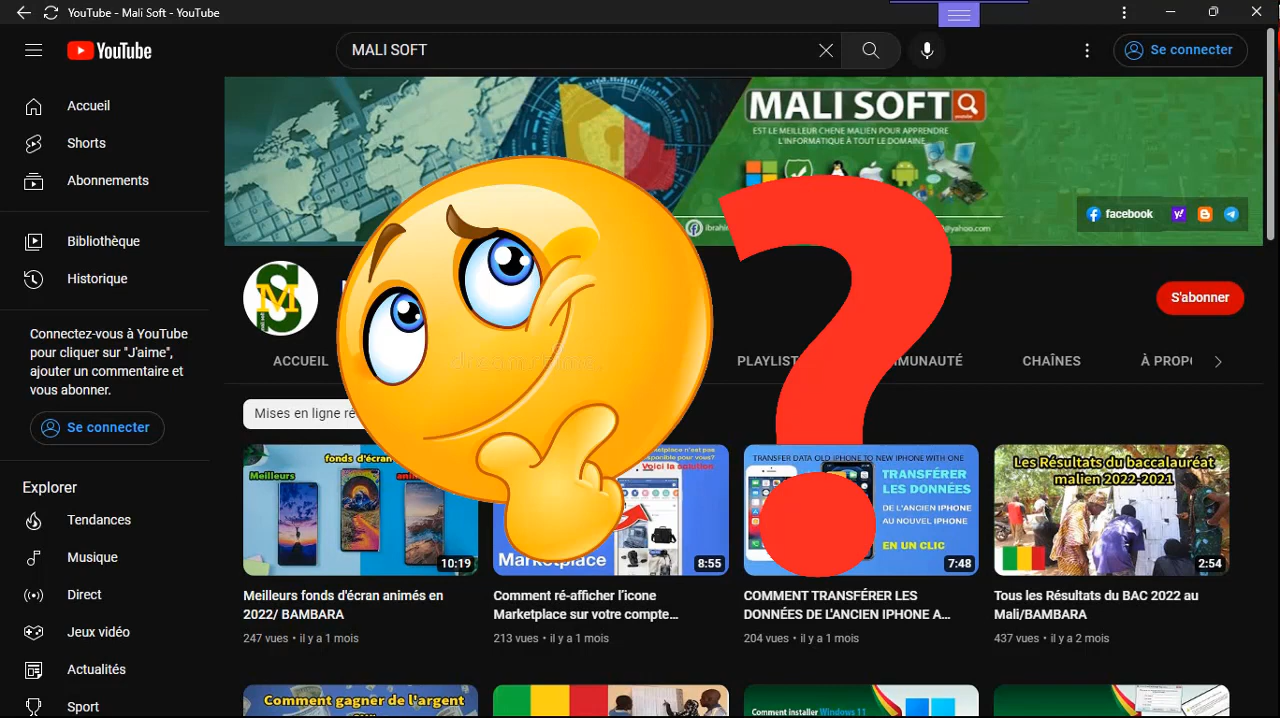 YouTube - Mali Soft - YouTube
YouTube
MALI SOFT
Se connecter
Accueil
Shorts
Abonnements
Bibliothèque
Historique
Connectez-vous à YouTube
pour cliquer sur "J'aime",
ajouter un commentaire et
vous abonner.
Se connecter
Explorer
Tendances
Musique
Direct
Jeux vidéo
Actualités
Sport
MALI SOFT
youtube
EST LE MEILLEUR CHENE MALIEN POUR APPRENDRE
L'INFORMATIQUE À TOUT LE DOMAINE
@yahoo.com
facebook
MS
S'abonner
ACCUEIL
PLAYLIST
MUNAUTÉ
CHAÎNES
À PROP
Mises en ligne ré
Meilleurs
fonds d'écran
10:19
Meilleurs fonds d'écran animés en
2022/ BAMBARA
247 vues • il y a 1 mois
Voici la solution
Marketplace
8:55
Comment ré-afficher l'icone
Marketplace sur votre compte...
213 vues • il y a 1 mois
TRANSFER DATA OLD IPHONE TO NEW IPHONE WITH ONE
TRANSFÉRER
LES DONNÉES
DE L'ANCIEN IPHONE
AU NOUVEL IPHONE
EN UN CLIC
7:48
COMMENT TRANSFÉRER LES
DONNÉES DE L'ANCIEN IPHONE A...
204 vues • il y a 1 mois
Les Résultats du baccalauréat
malien 2022-2021
2:54
Tous les Résultats du BAC 2022 au
Mali/BAMBARA
437 vues • il y a 2 mois
Comment gagner de l'argent
Comment Installer Windows 11